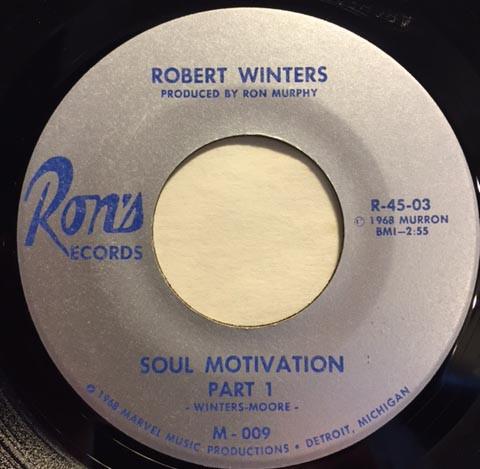 ROBERT WINTERS
PRODUCED BY RON MURPHY
Ron's
RECORDS
R-45-03
© 1968 MURRON
BMI-2:55
SOUL MOTIVATION
PART 1
- WINTERS-MOORE -
M - 009
℗ 1968 MARVEL MUSIC PRODUCTIONS • DETROIT, MICHIGAN